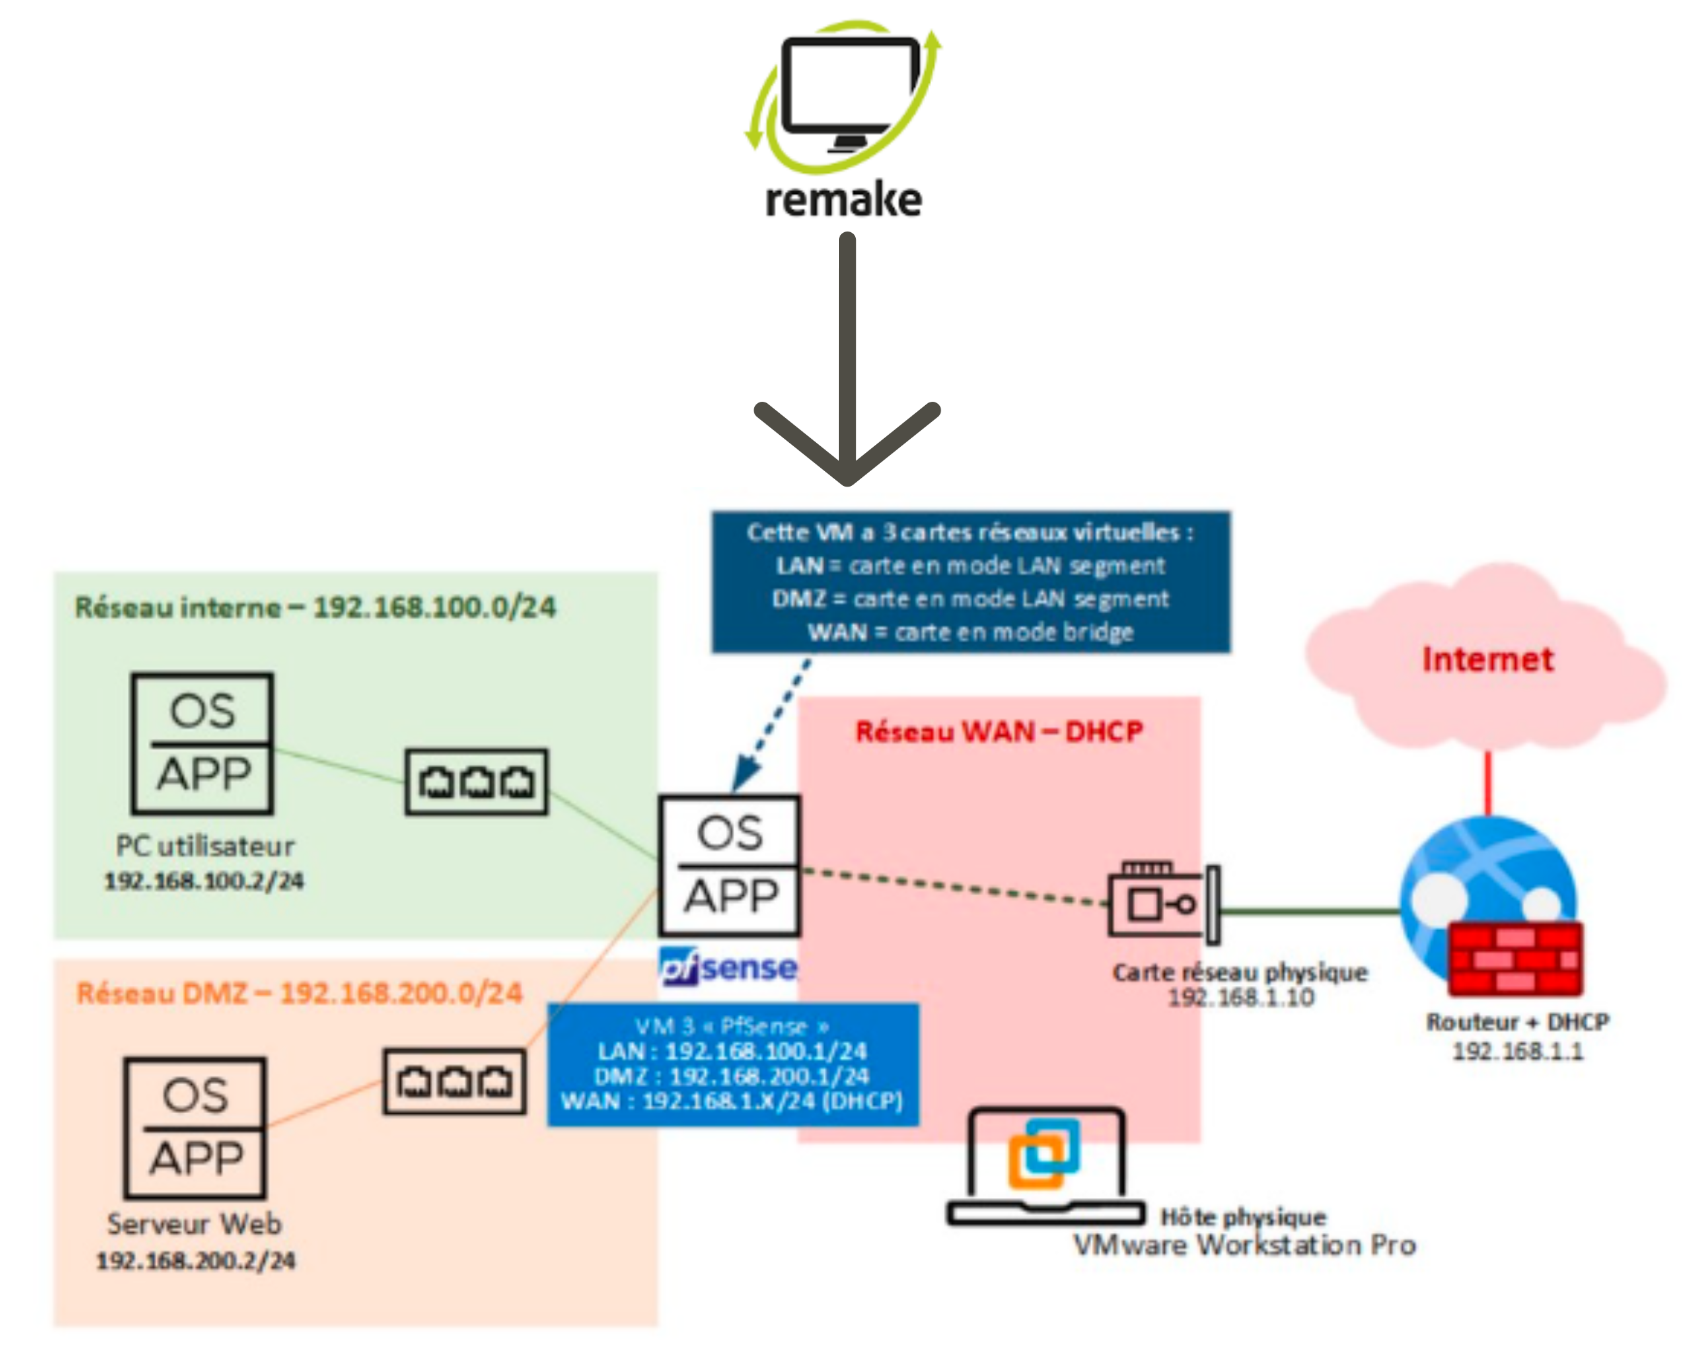 remake
Cette VM a 3 cartes réseaux virtuelles :
LAN = carte en mode LAN segment
DMZ = carte en mode LAN segment
WAN = carte en mode bridge
Réseau interne – 192.168.100.0/24
OS
APP
PC utilisateur
192.168.100.2/24
Réseau WAN – DHCP
Internet
OS
APP
pfsense
Carte réseau physique
192.168.1.10
Routeur + DHCP
192.168.1.1
Réseau DMZ – 192.168.200.0/24
OS
APP
Serveur Web
192.168.200.2/24
VM 3 « PfSense »
LAN : 192.168.100.1/24
DMZ : 192.168.200.1/24
WAN : 192.168.1.X/24 (DHCP)
Hôte physique
VMware Workstation Pro